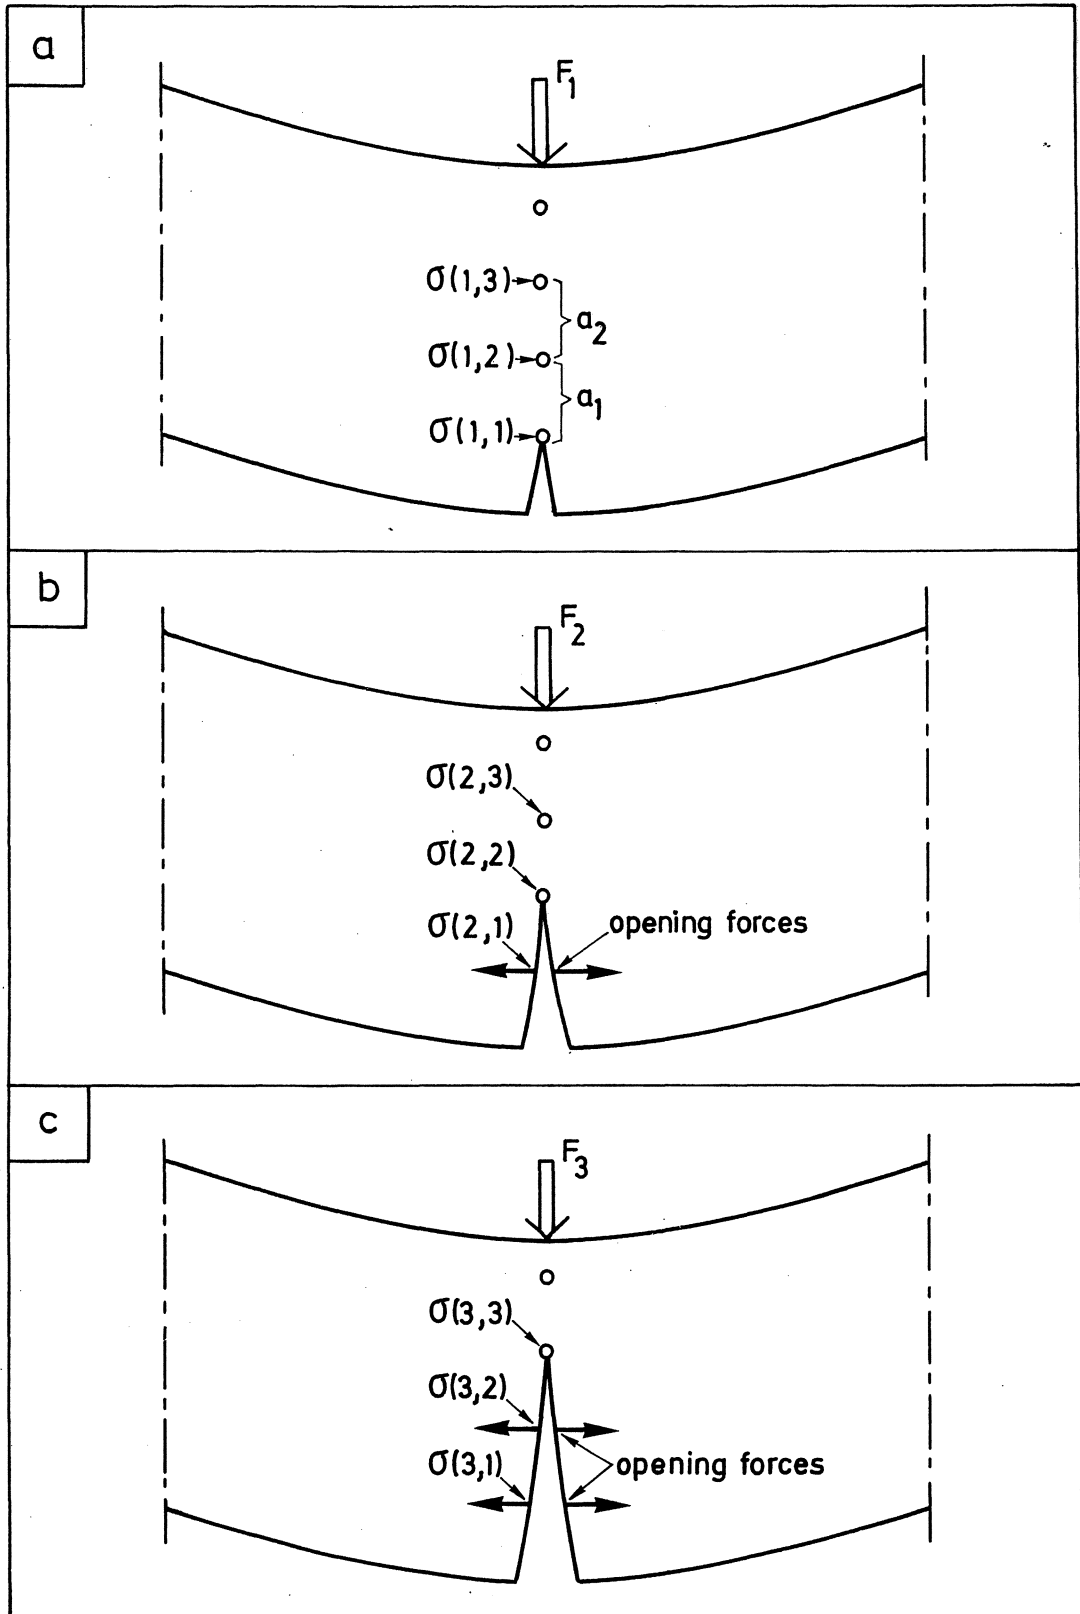 a
F₁
σ(1,3)
a₂
σ(1,2)
a₁
σ(1,1)
b
F₂
σ(2,3)
σ(2,2)
σ(2,1)
opening forces
c
F₃
σ(3,3)
σ(3,2)
σ(3,1)
opening forces